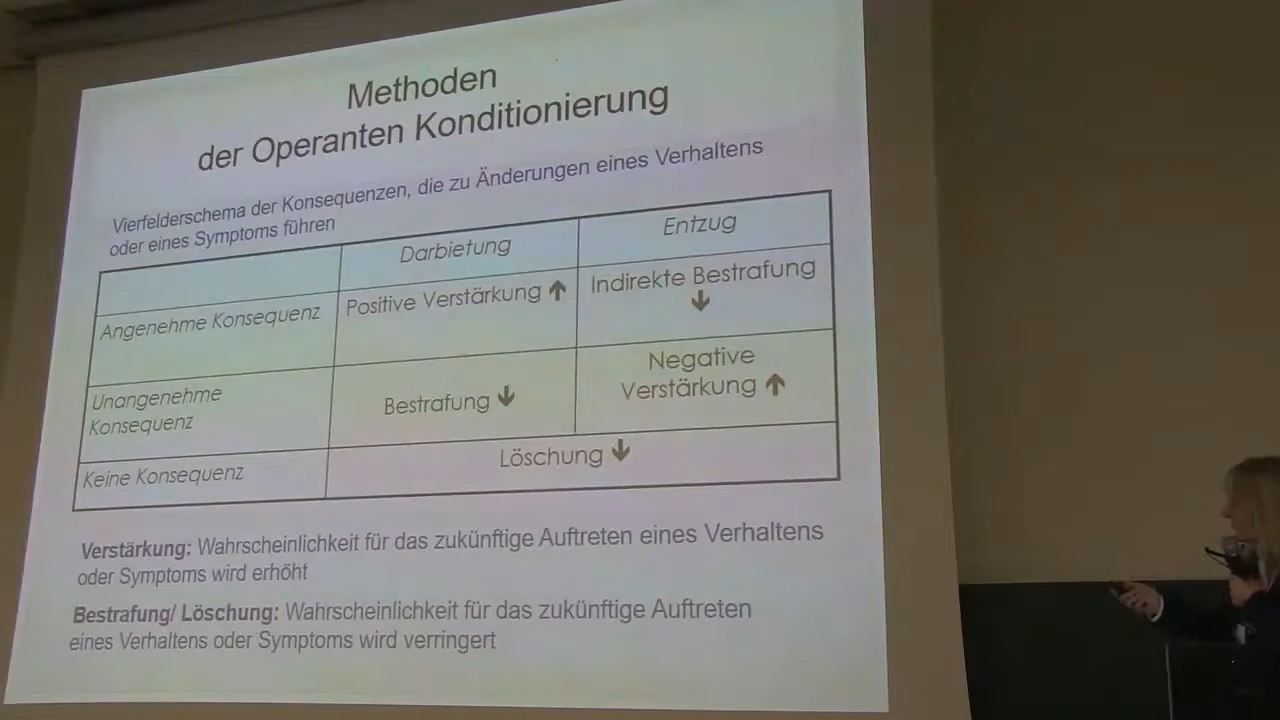 Methoden
der Operanten Konditionierung
Vierfelderschema der Konsequenzen, die zu Änderungen eines Verhaltens
oder eines Symptoms führen
Darbietung
Entzug
Angenehme Konsequenz
Positive Verstärkung ↑
Indirekte Bestrafung
↓
Unangenehme
Konsequenz
Bestrafung ↓
Negative
Verstärkung ↑
Keine Konsequenz
Löschung ↓
Verstärkung: Wahrscheinlichkeit für das zukünftige Auftreten eines Verhaltens
oder Symptoms wird erhöht
Bestrafung/ Löschung: Wahrscheinlichkeit für das zukünftige Auftreten
eines Verhaltens oder Symptoms wird verringert